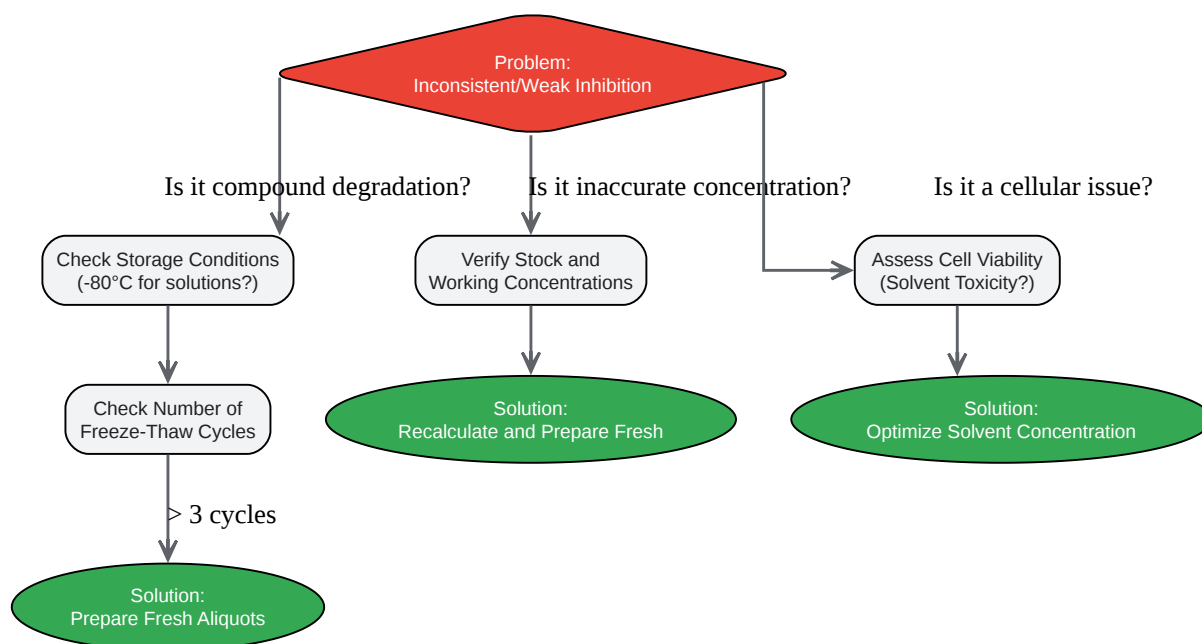 Problem:
Inconsistent/Weak Inhibition
Is it compound degradation?
Is it inaccurate concentration?
Is it a cellular issue?
Check Storage Conditions
(-80°C for solutions?)
Verify Stock and
Working Concentrations
Assess Cell Viability
(Solvent Toxicity?)
Check Number of
Freeze-Thaw Cycles
Solution:
Recalculate and Prepare Fresh
Solution:
Optimize Solvent Concentration
> 3 cycles
Solution:
Prepare Fresh Aliquots